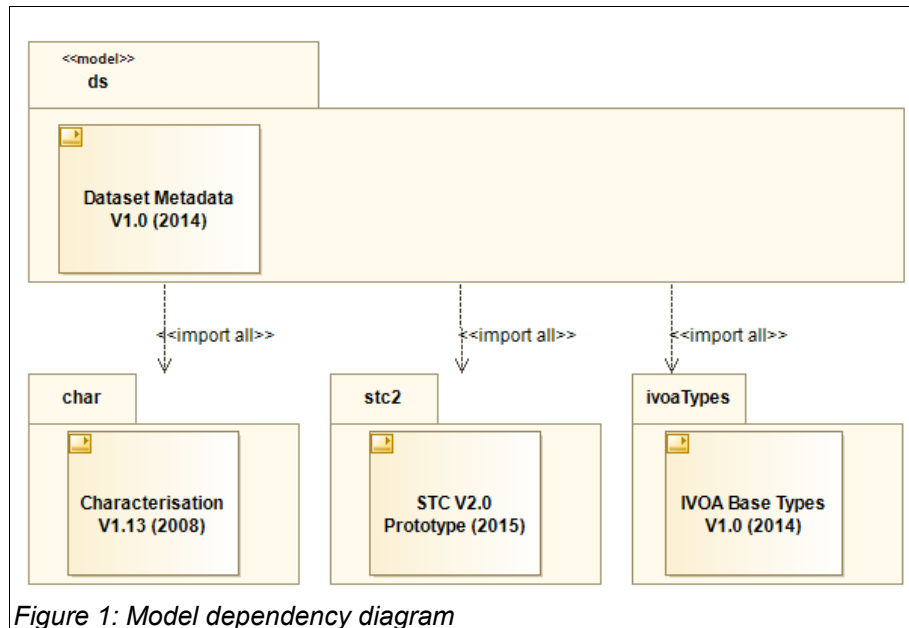 <<model>>
ds
Dataset Metadata
V1.0 (2014)
<<import all>>
<<import all>>
<<import all>>
char
stc2
ivoaTypes
Characterisation
V1.13 (2008)
STC V2.0
Prototype (2015)
IVOA Base Types
V1.0 (2014)
Figure 1: Model dependency diagram